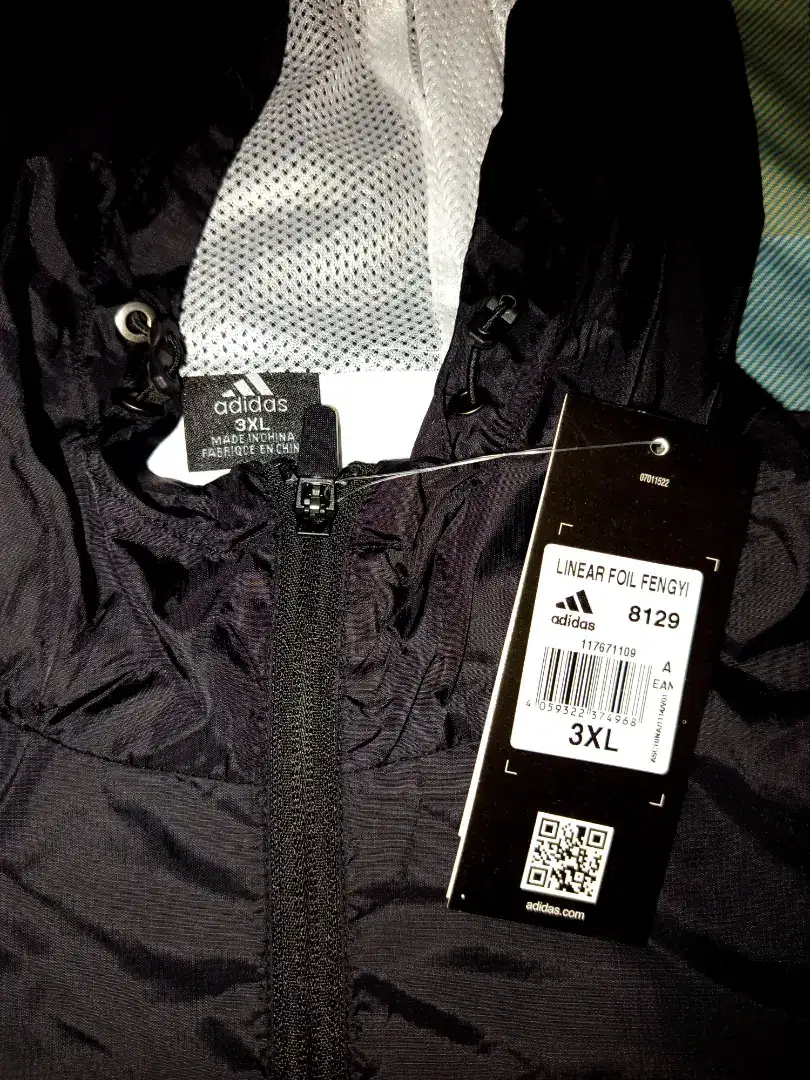 adidas
3XL
MADE IN CHINA
FABRIQUE EN CHIN
07011522
LINEAR FOIL FENGYI
adidas
8129
117671109
A
EAN
4 059322 374968
3XL
adidas.com